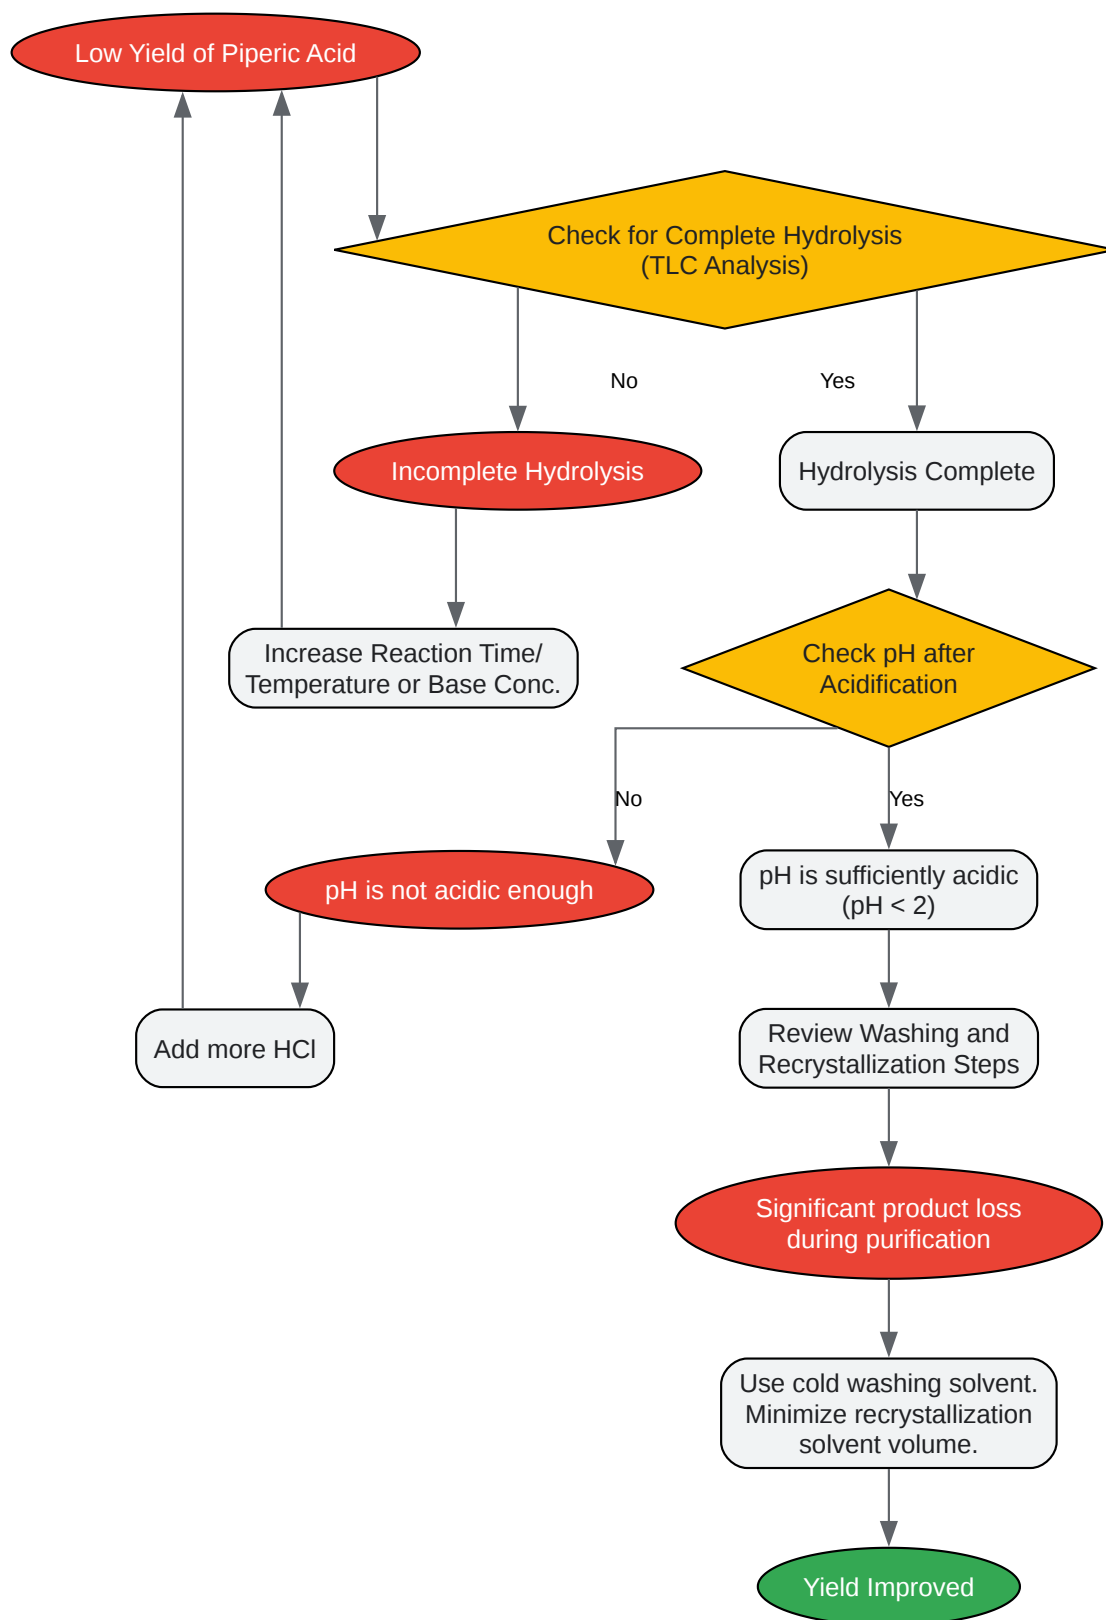 Low Yield of Piperic Acid
Check for Complete Hydrolysis
(TLC Analysis)
No
Yes
Incomplete Hydrolysis
Hydrolysis Complete
Increase Reaction Time/
Temperature or Base Conc.
Check pH after
Acidification
No
Yes
pH is not acidic enough
pH is sufficiently acidic
(pH < 2)
Add more HCl
Review Washing and
Recrystallization Steps
Significant product loss
during purification
Use cold washing solvent.
Minimize recrystallization
solvent volume.
Yield Improved